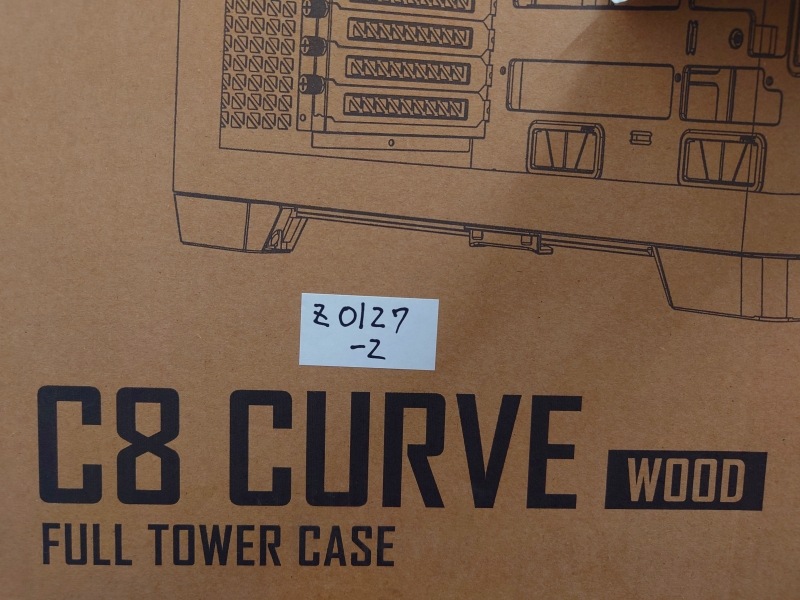 Z0127
-2
C8 CURVE WOOD
FULL TOWER CASE